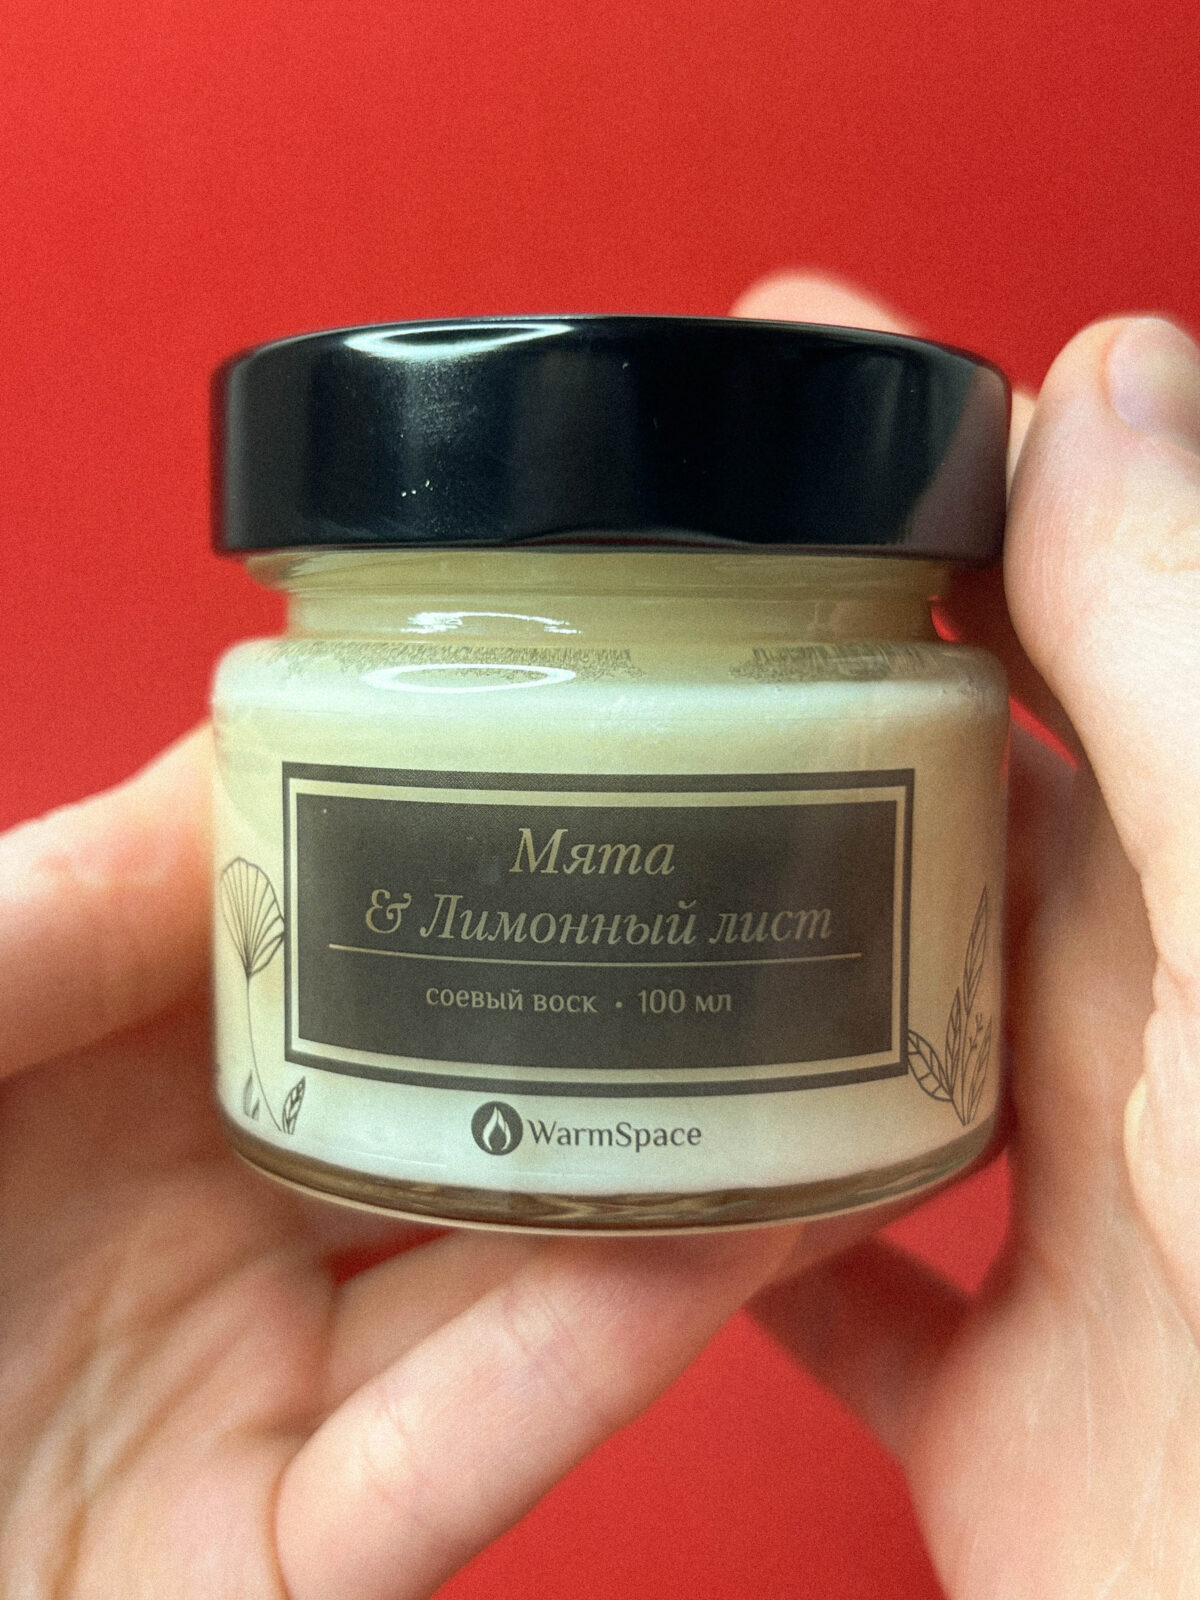 Мята
& Лимонный лист
соевый воск • 100 мл
WarmSpace